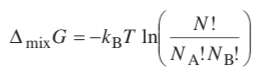 Δ_mix G = −k_B T ln( N! / (N_A! N_B!) )